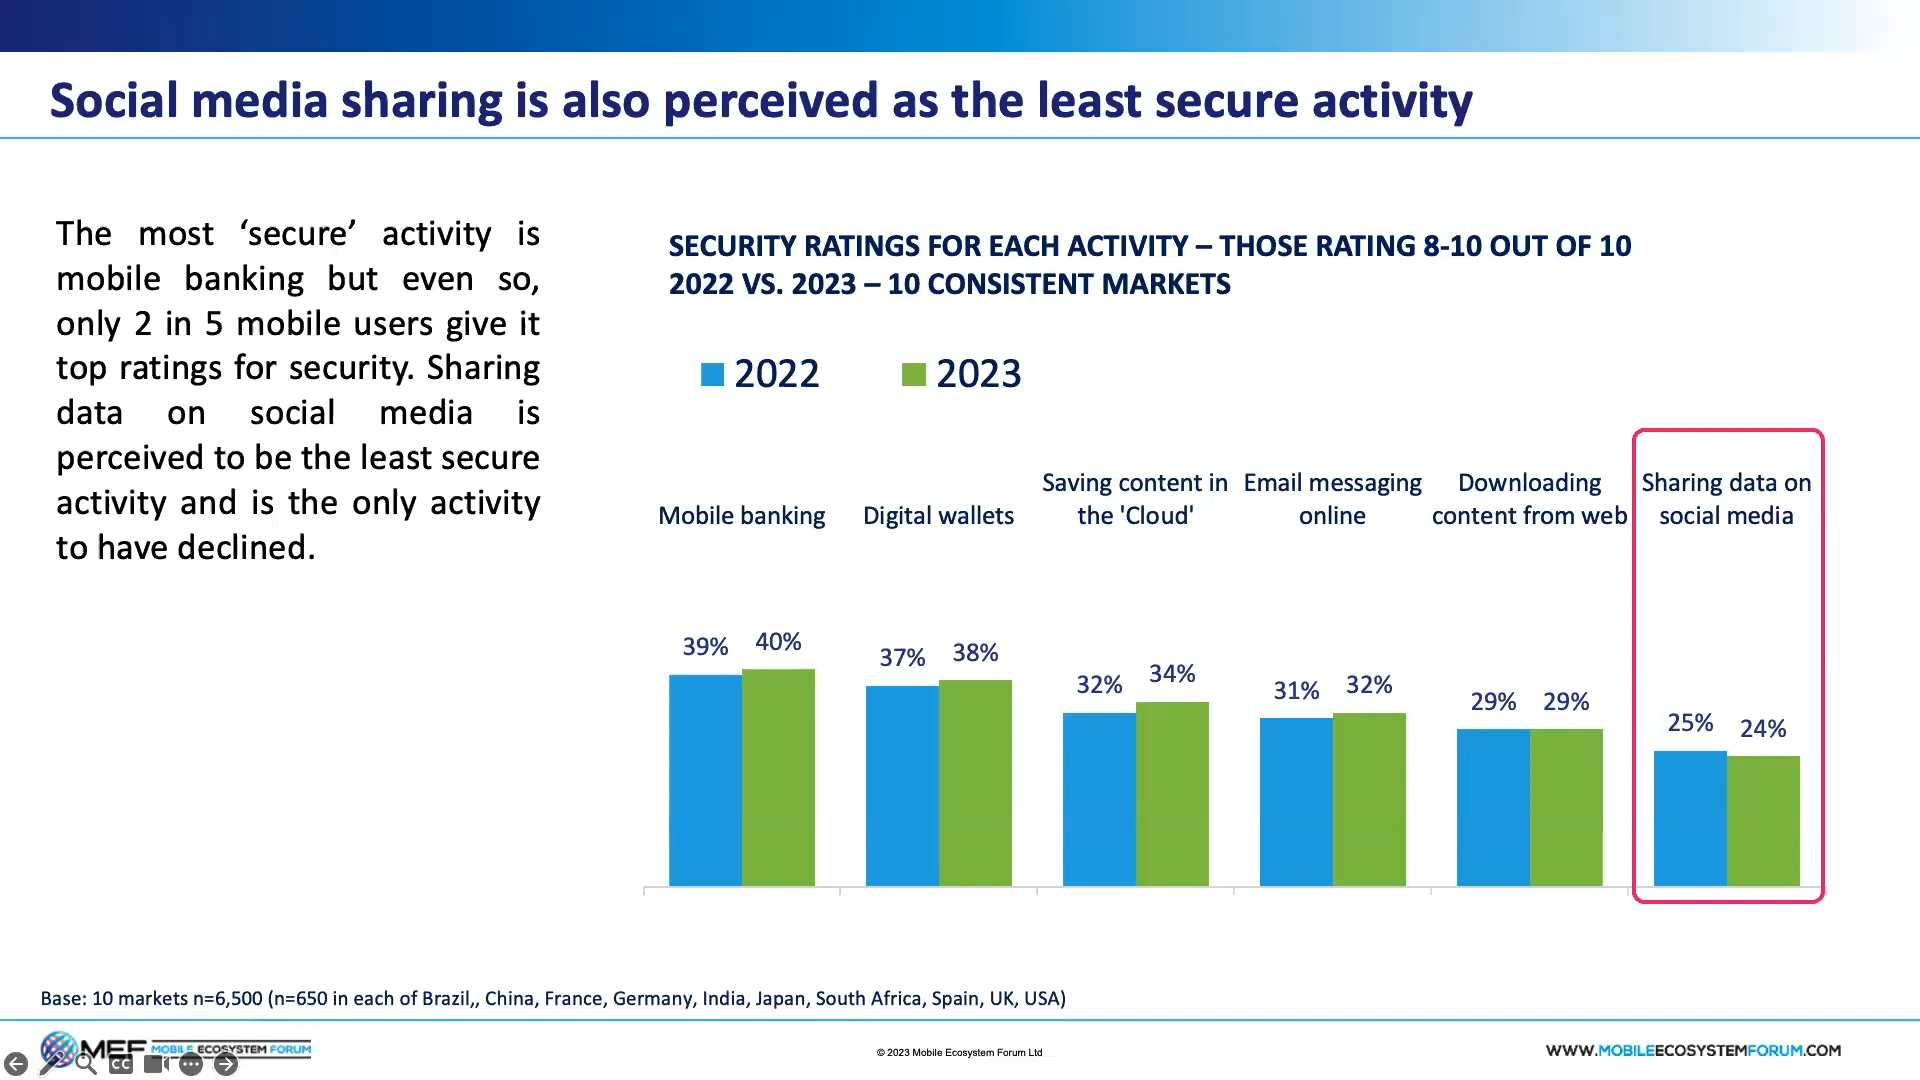 Social media sharing is also perceived as the least secure activity
The most ‘secure’ activity is
mobile banking but even so,
only 2 in 5 mobile users give it
top ratings for security. Sharing
data on social media is
perceived to be the least secure
activity and is the only activity
to have declined.
SECURITY RATINGS FOR EACH ACTIVITY – THOSE RATING 8-10 OUT OF 10
2022 VS. 2023 – 10 CONSISTENT MARKETS
2022 2023
Mobile banking
Digital wallets
Saving content in
the 'Cloud'
Email messaging
online
Downloading
content from web
Sharing data on
social media
39% 40%
37% 38%
32% 34%
31% 32%
29% 29%
25% 24%
Base: 10 markets n=6,500 (n=650 in each of Brazil,, China, France, Germany, India, Japan, South Africa, Spain, UK, USA)
MEF MOBILE ECOSYSTEM FORUM
CC
© 2023 Mobile Ecosystem Forum Ltd
WWW.MOBILEECOSYSTEMFORUM.COM